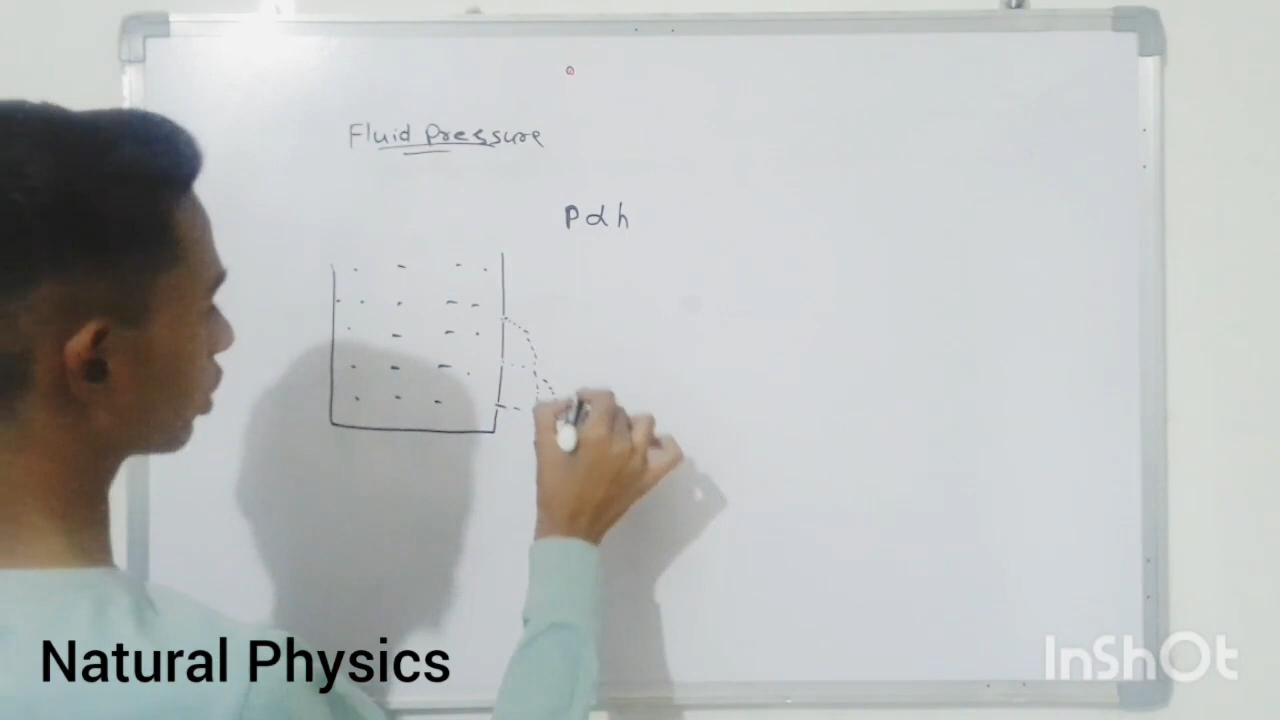 Fluid Pressure
P α h
Natural Physics
InShOt